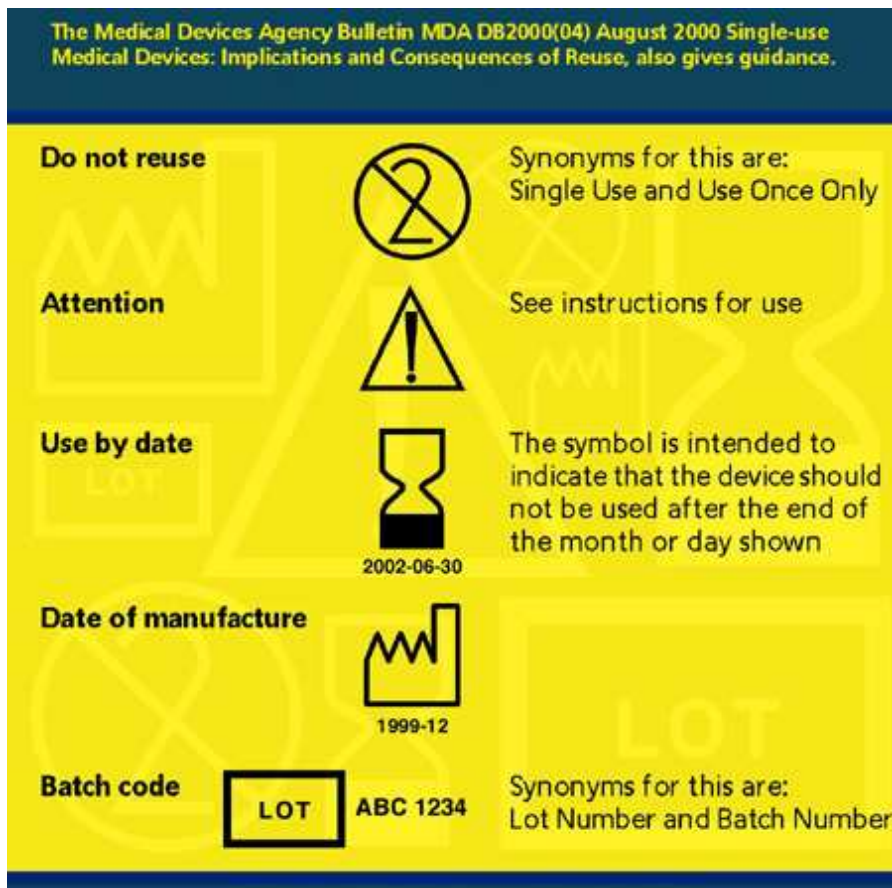 The Medical Devices Agency Bulletin MDA DB2000(04) August 2000 Single-use
Medical Devices: Implications and Consequences of Reuse, also gives guidance.
Do not reuse
2
Synonyms for this are:
Single Use and Use Once Only
Attention
!
See instructions for use
Use by date
2002-06-30
The symbol is intended to
indicate that the device should
not be used after the end of
the month or day shown
Date of manufacture
1999-12
Batch code
LOT
ABC 1234
Synonyms for this are:
Lot Number and Batch Number
LOT
LOT